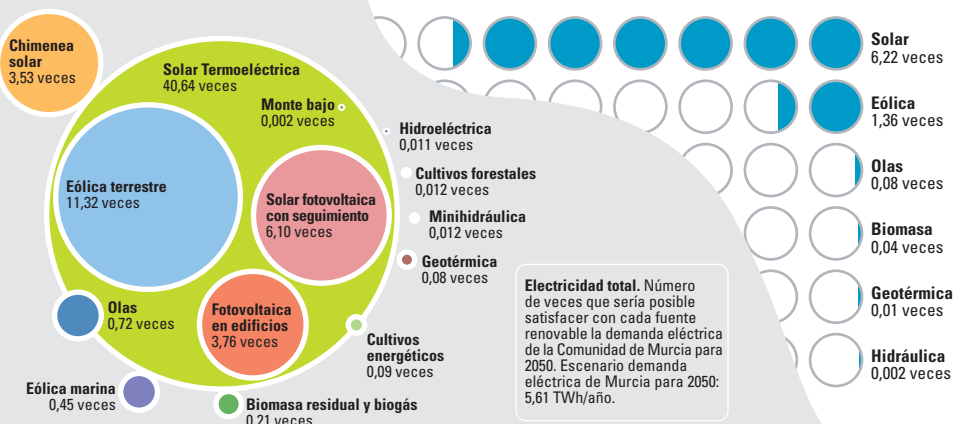 Chimenea
solar
3,53 veces
Solar Termoeléctrica
40,64 veces
Monte bajo
0,002 veces
Hidroeléctrica
0,011 veces
Cultivos forestales
0,012 veces
Minihidráulica
0,012 veces
Geotérmica
0,08 veces
Eólica terrestre
11,32 veces
Solar fotovoltaica
con seguimiento
6,10 veces
Olas
0,72 veces
Fotovoltaica
en edificios
3,76 veces
Cultivos
energéticos
0,09 veces
Eólica marina
0,45 veces
Biomasa residual y biogás
0,21 veces
Electricidad total. Número
de veces que sería posible
satisfacer con cada fuente
renovable la demanda eléctrica
de la Comunidad de Murcia para
2050. Escenario demanda
eléctrica de Murcia para 2050:
5,61 TWh/año.
Solar
6,22 veces
Eólica
1,36 veces
Olas
0,08 veces
Biomasa
0,04 veces
Geotérmica
0,01 veces
Hidráulica
0,002 veces